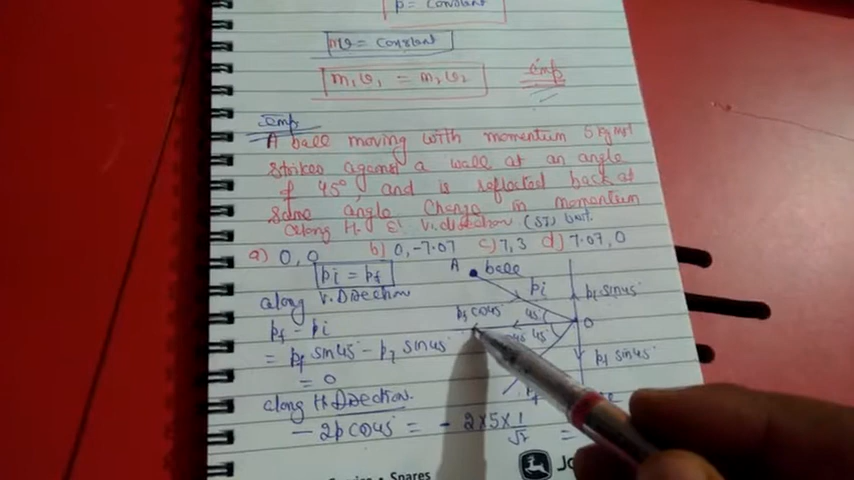 p = Constant
mv = constant
m₁v₁ = m₂v₂ Imp
Imp
A ball moving with momentum 5 kg m s⁻¹
strikes against a wall at an angle
of 45°, and is reflected back at
same angle Change in momentum
along H. & V. direction (SI) unit.
a) 0, 0 b) 0, -7.07 c) 7, 3 d) 7.07, 0
pi = pf A ball
along V. Direction pi pi sin45°
pf - pi pf cos45° 45° O
= pf sin45° - pi sin45° 45° pf sin45°
= 0 pf
along H. Direction.
- 2p cos45° = - 2×5×1/√2 =
Spares